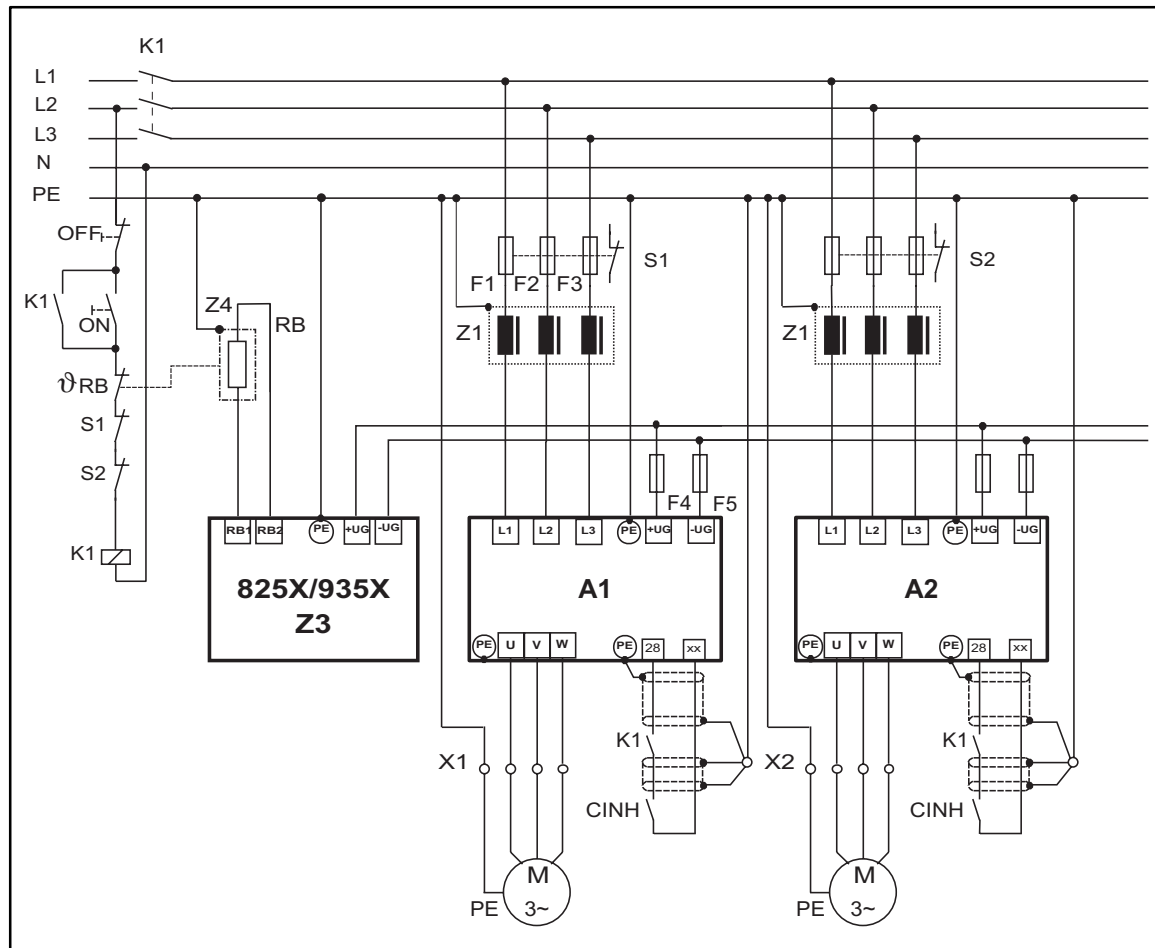 K1
L1
L2
L3
N
PE
OFF
K1
ON
Z4
RB
ϑRB
S1
S2
K1
F1 F2 F3
S1
Z1
S2
Z1
F4 F5
RB1 RB2 PE +UG -UG
825X/935X
Z3
L1 L2 L3 PE +UG -UG
A1
PE U V W PE 28 xx
L1 L2 L3 PE +UG -UG
A2
PE U V W PE 28 xx
K1
X1
CINH
M
3~
PE
K1
X2
CINH
M
3~
PE